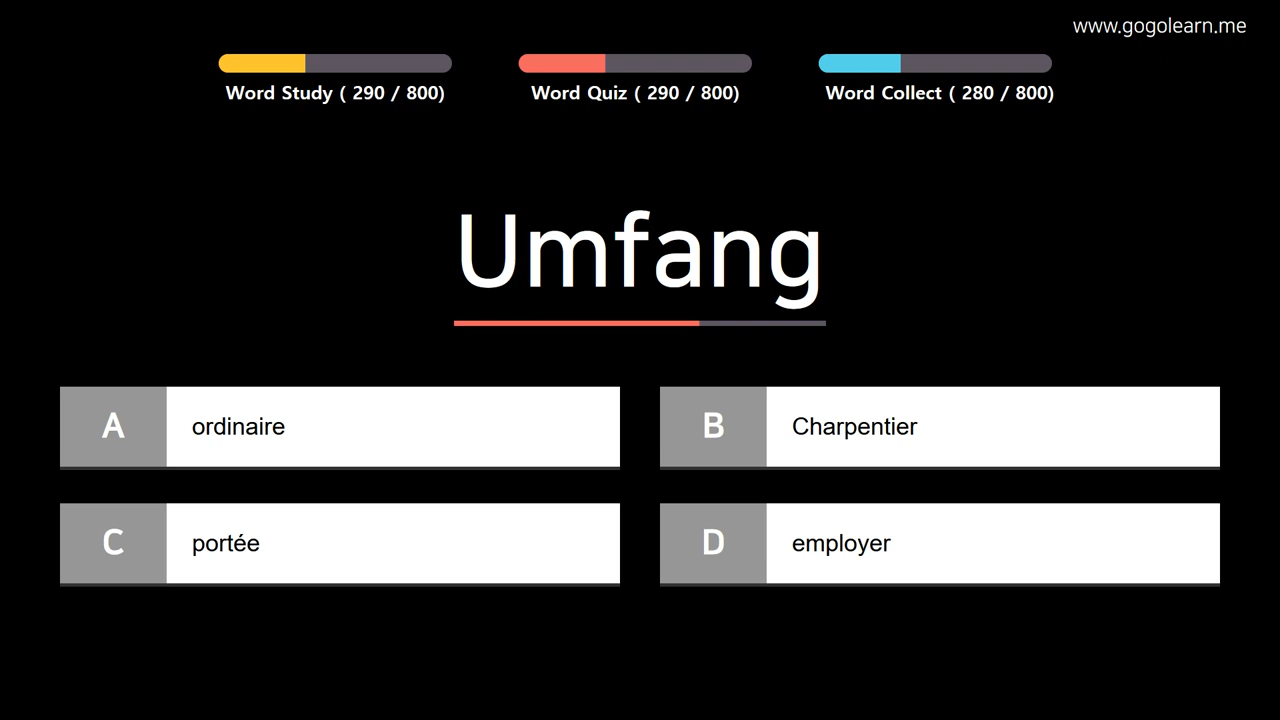 www.gogolearn.me
Word Study ( 290 / 800)
Word Quiz ( 290 / 800)
Word Collect ( 280 / 800)
Umfang
A ordinaire
B Charpentier
C portée
D employer